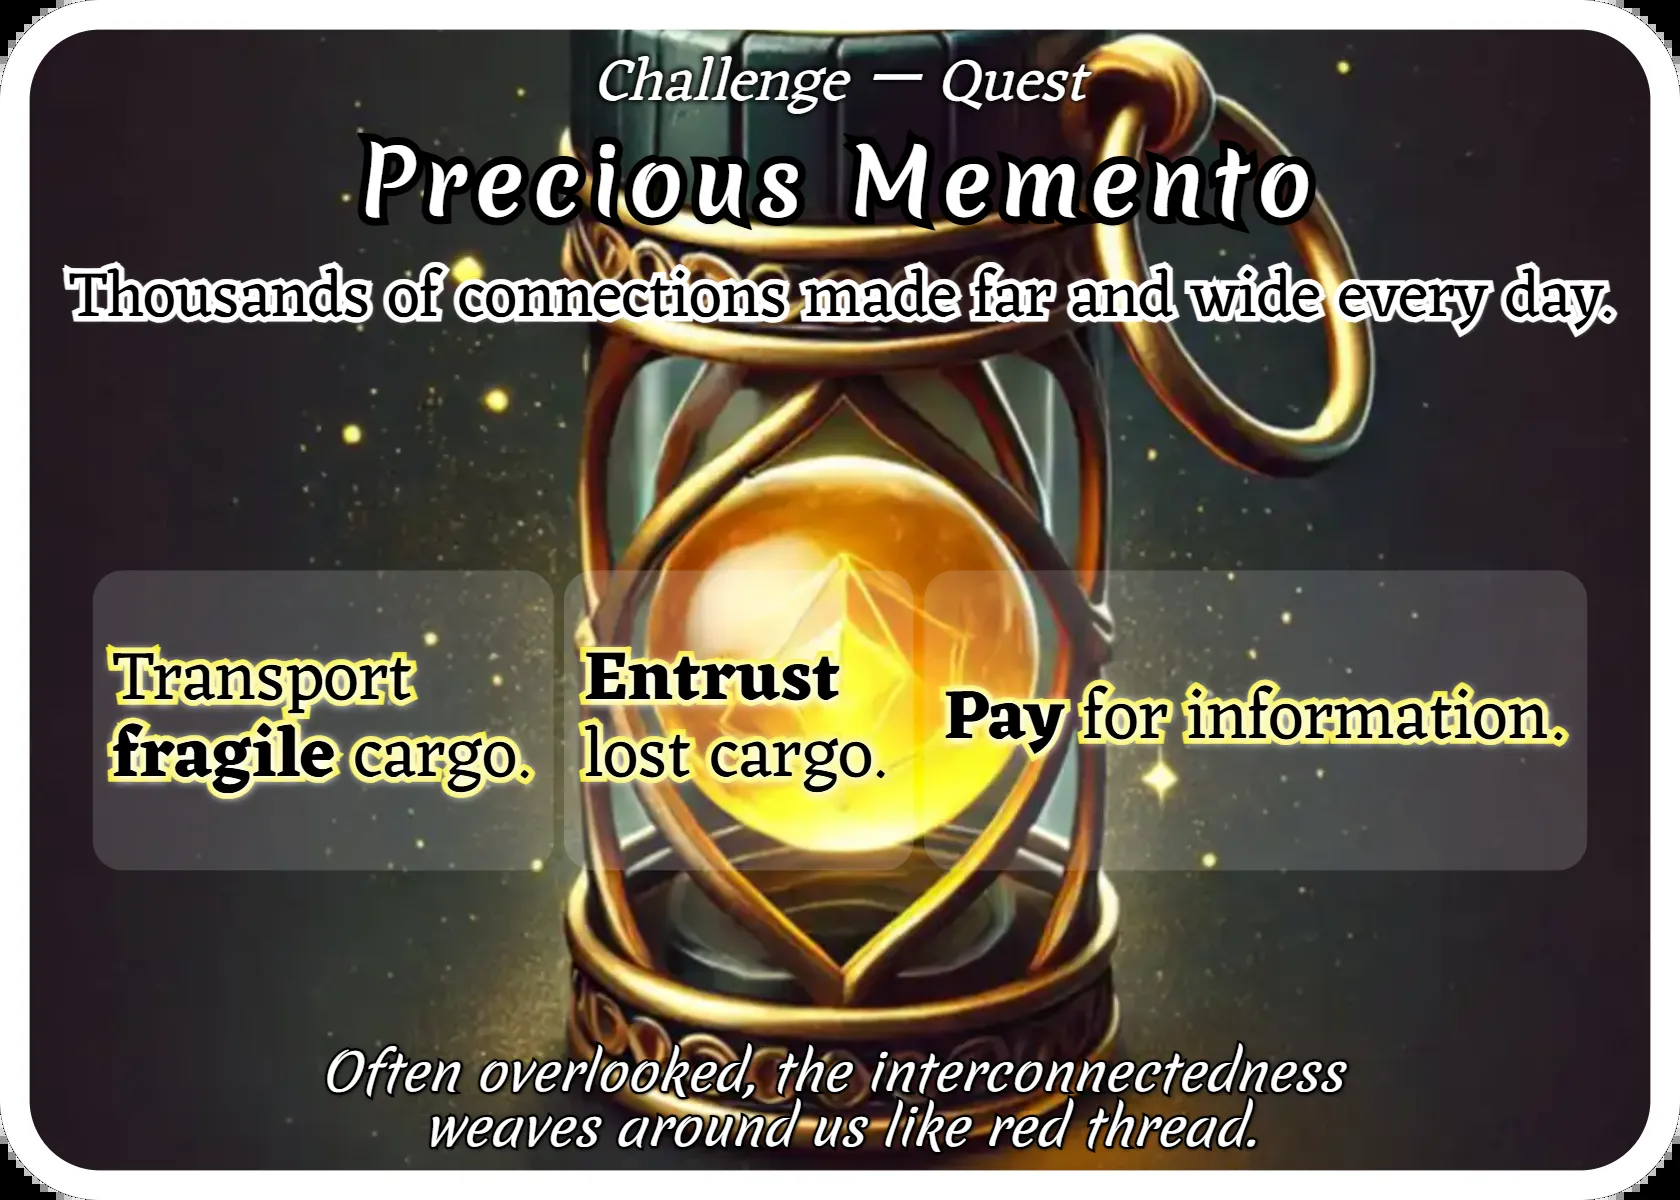 Challenge — Quest
Precious Memento
Thousands of connections made far and wide every day.
Transport
fragile cargo.
Entrust
lost cargo.
Pay for information.
Often overlooked, the interconnectedness
weaves around us like red thread.